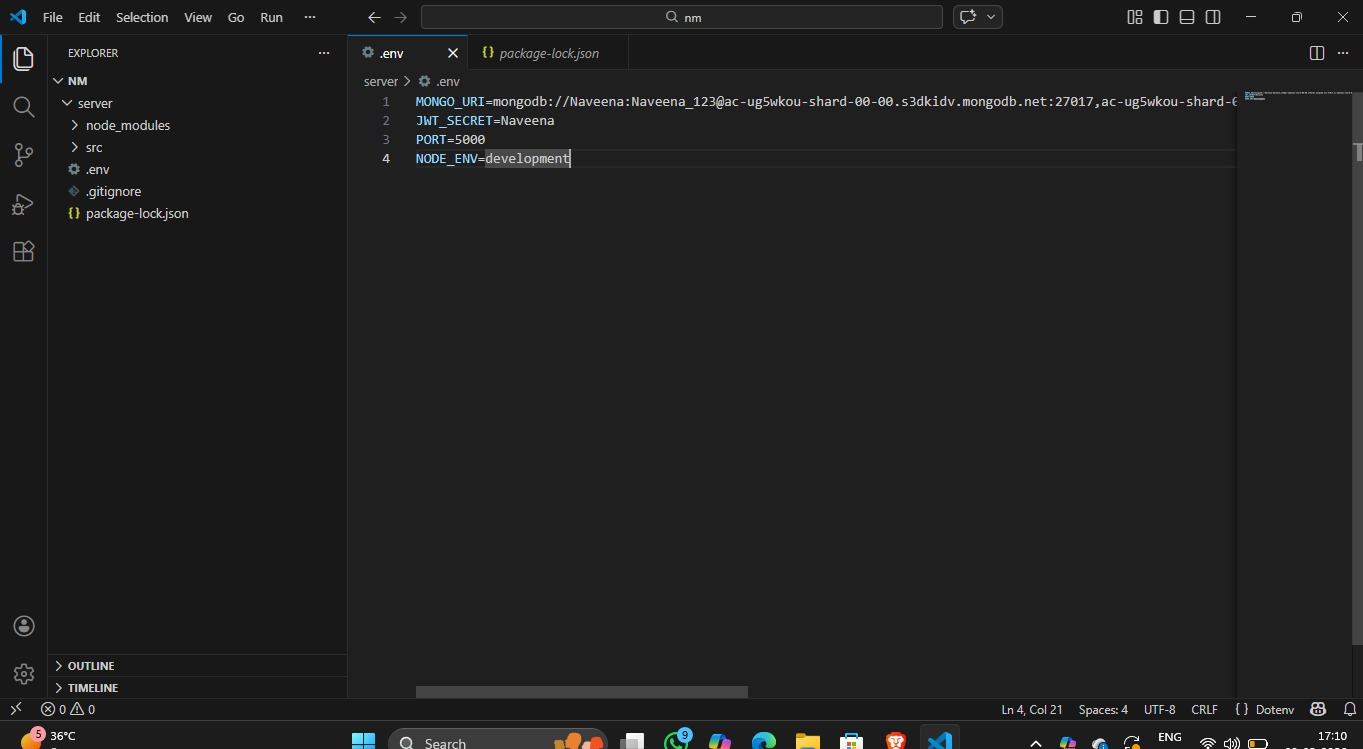 File Edit Selection View Go Run ··· nm
EXPLORER ···
.env
package-lock.json
NM
server > .env
server
node_modules
src
.env
.gitignore
package-lock.json
1 MONGO_URI=mongodb://Naveena:Naveena_123@ac-ug5wkou-shard-00-00.s3dkidv.mongodb.net:27017,ac-ug5wkou-shard-0
2 JWT_SECRET=Naveena
3 PORT=5000
4 NODE_ENV=development
OUTLINE
TIMELINE
0 0 Ln 4, Col 21 Spaces: 4 UTF-8 CRLF {} Dotenv
5 36°C Search 9 ENG 17:10